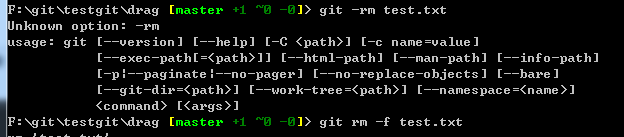 F:\git\testgit\drag [master +1 ~0 -0]> git -rm test.txt
Unknown option: -rm
usage: git [--version] [--help] [-C <path>] [-c name=value]
[--exec-path[=<path>]] [--html-path] [--man-path] [--info-path]
[-p¦--paginate¦--no-pager] [--no-replace-objects] [--bare]
[--git-dir=<path>] [--work-tree=<path>] [--namespace=<name>]
<command> [<args>]
F:\git\testgit\drag [master +1 ~0 -0]> git rm -f test.txt
rm 'test.txt'